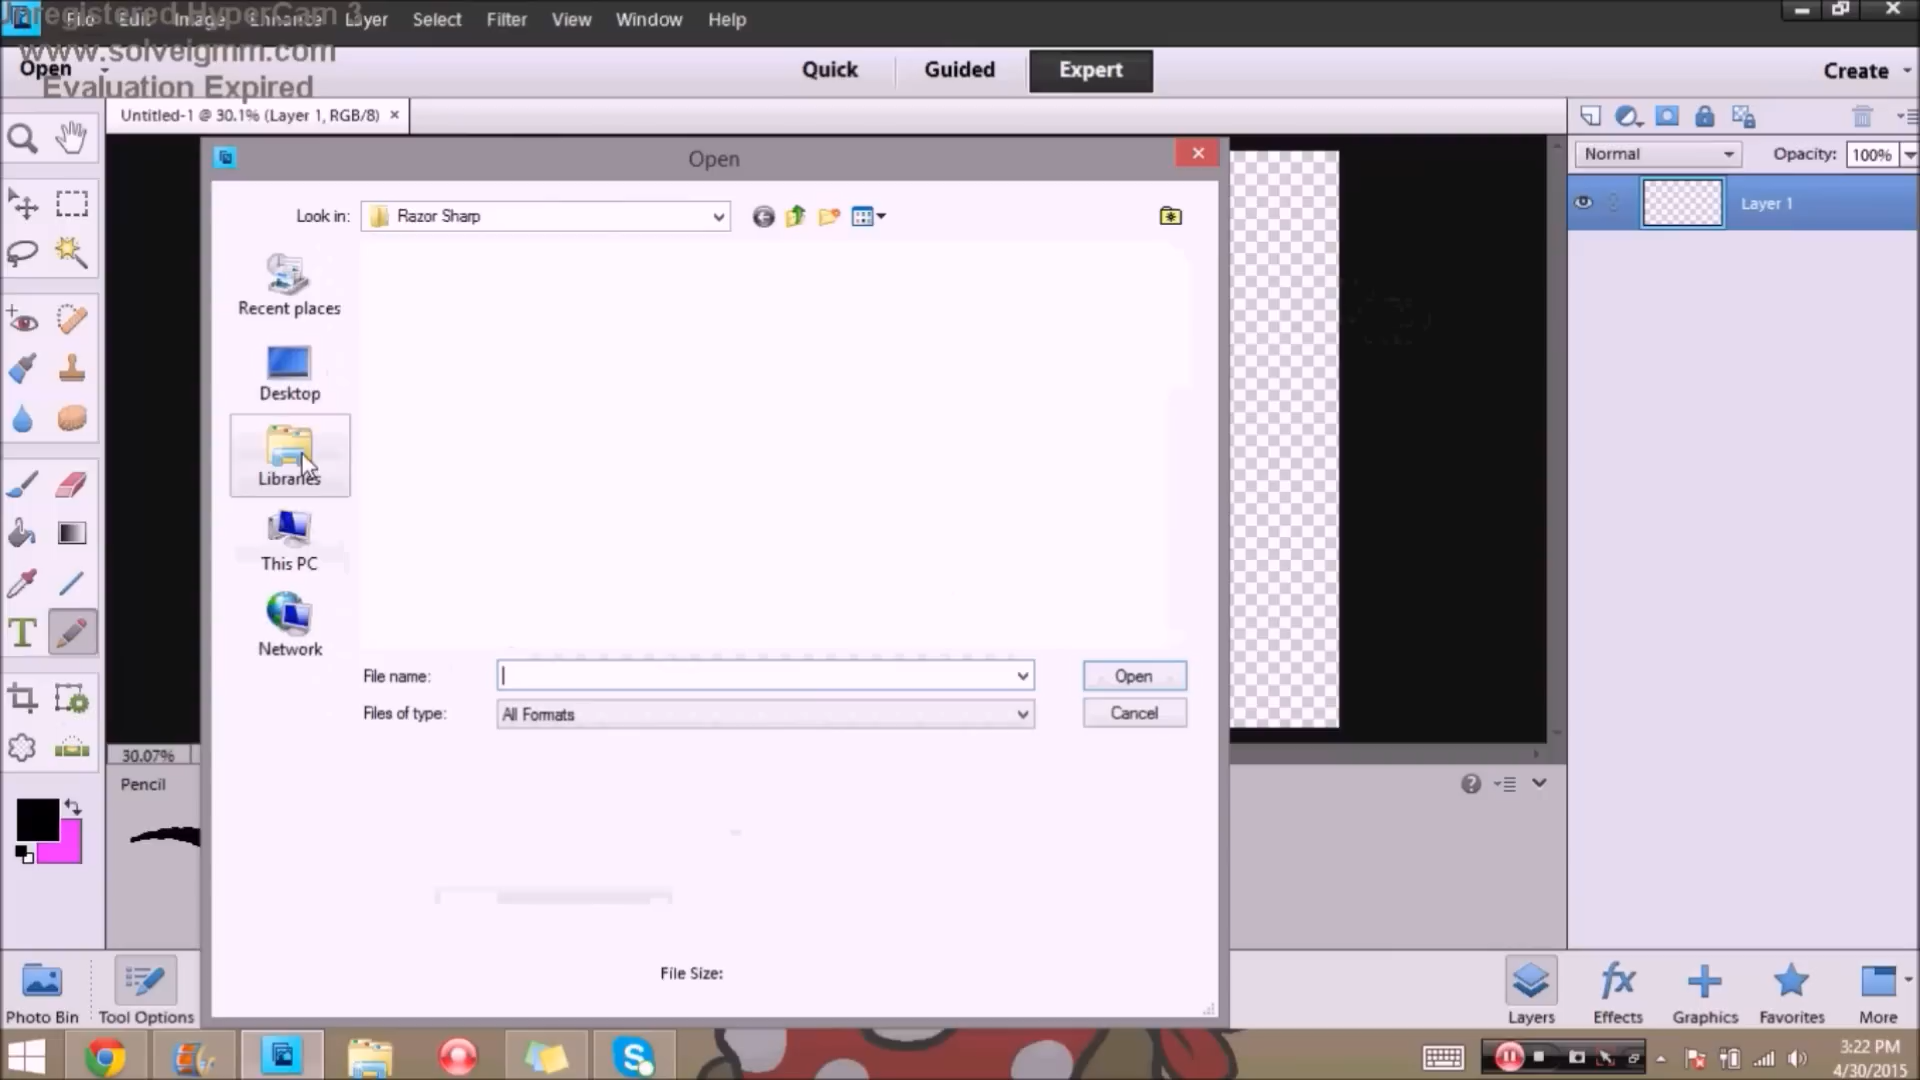 Unregistered HyperCam 3
File Edit Image Enhance Layer Select Filter View Window Help
www.solveigmm.com
Open Quick Guided Expert Create
Evaluation Expired
Untitled-1 @ 30.1% (Layer 1, RGB/8) ×
Open
Normal Opacity: 100%
Layer 1
Look in: Razor Sharp
Recent places
Desktop
Libraries
This PC
Network
File name: Open
Files of type: All Formats Cancel
30.07%
Pencil
File Size:
Photo Bin Tool Options Layers Effects Graphics Favorites More
3:22 PM
4/30/2015